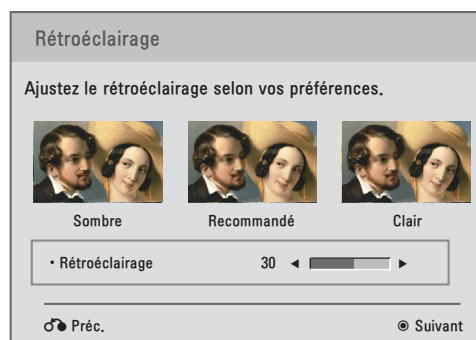 Rétroéclairage
Ajustez le rétroéclairage selon vos préférences.
Sombre Recommandé Clair
• Rétroéclairage 30 ◄ ►
Préc. ◉ Suivant